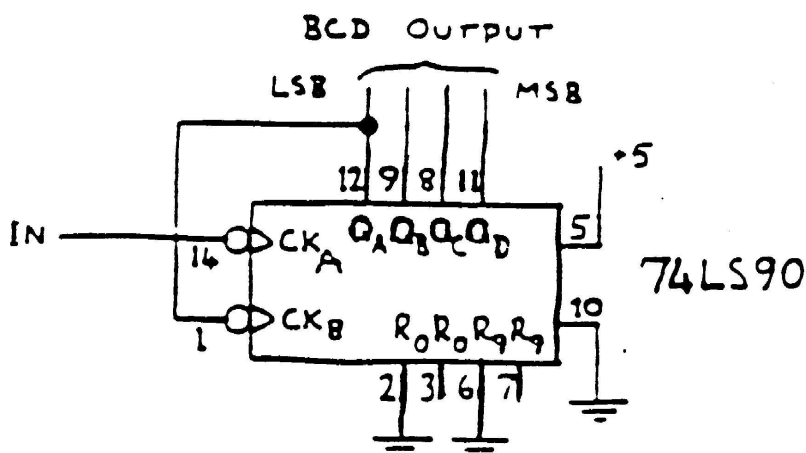 BCD OUTPUT
LSB MSB
12 9 8 11
+5
IN
14 CKA QA QB QC QD 5
74LS90
1 CKB R0 R0 R9 R9 10
2 3 6 7